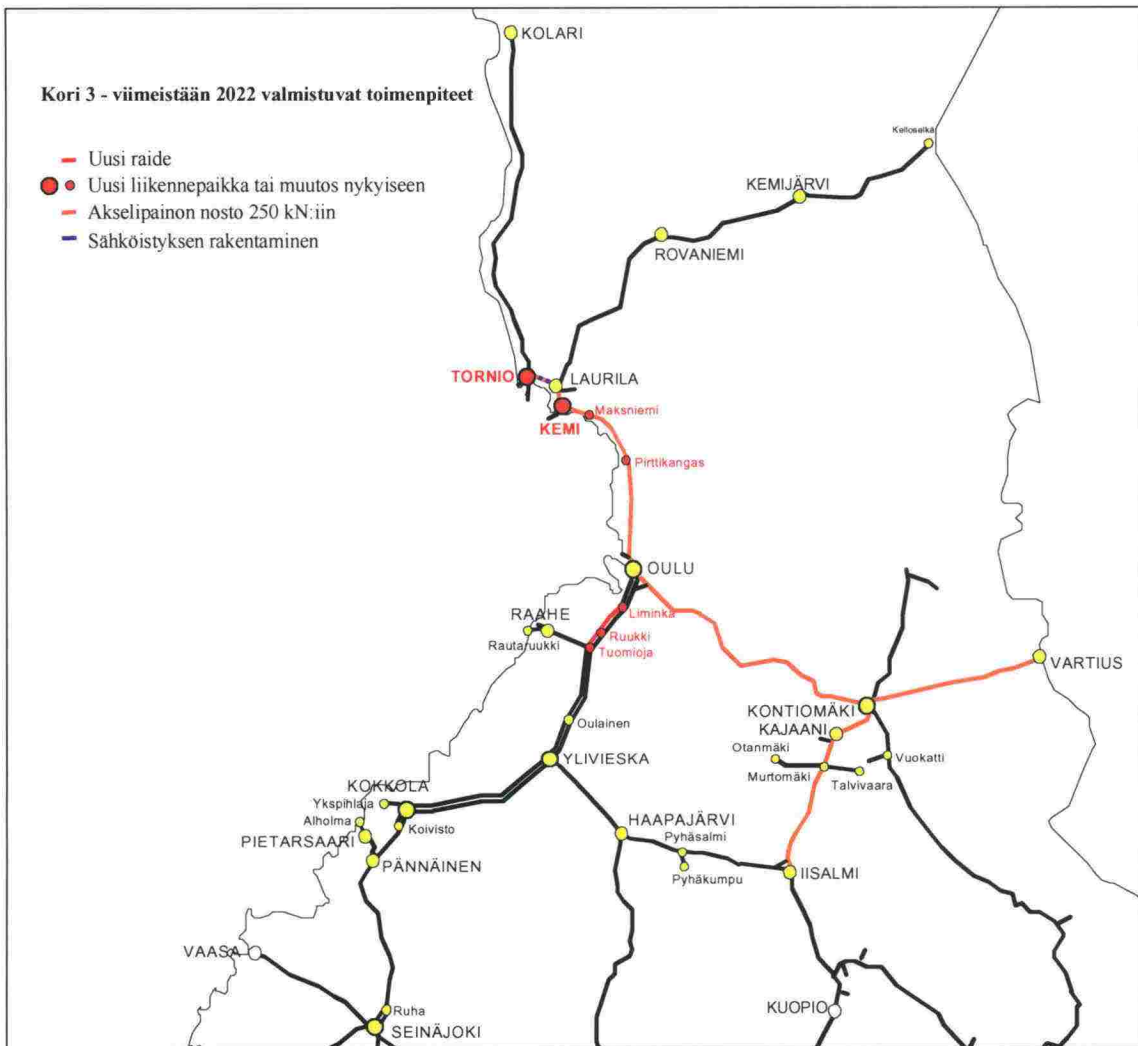 KOLARI
Kori 3 - viimeistään 2022 valmistuvat toimenpiteet
Uusi raide
Uusi liikennepaikka tai muutos nykyiseen
Akselipainon nosto 250 kN:iin
Sähköistyksen rakentaminen
Kelloselkä
KEMIJÄRVI
ROVANIEMI
TORNIO
LAURILA
Maksniemi
KEMI
Pirttikangas
OULU
Liminka
RAAHE
Ruukki
Rautaruukki
Tuomioja
VARTIUS
KONTIOMÄKI
Oulainen
KAJAANI
Otanmäki
Vuokatti
YLIVIESKA
Murtomäki
Talvivaara
KOKKOLA
Ykspihlaja
Alholma
Koivisto
HAAPAJÄRVI
PIETARSAARI
Pyhäsalmi
PÄNNÄINEN
Pyhäkumpu
IISALMI
VAASA
KUOPIO
Ruha
SEINÄJOKI